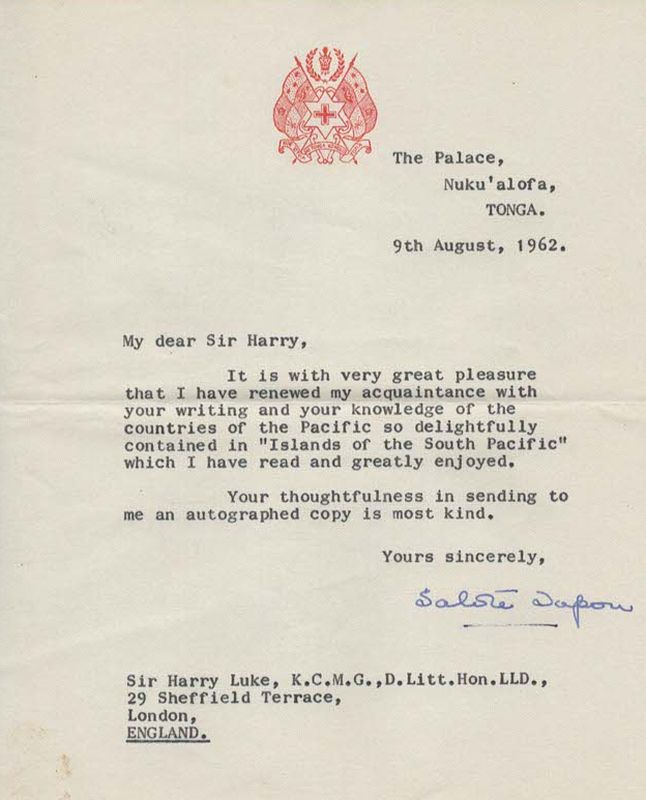 The Palace,
Nuku'alofa,
TONGA.
9th August, 1962.
My dear Sir Harry,
It is with very great pleasure
that I have renewed my acquaintance with
your writing and your knowledge of the
countries of the Pacific so delightfully
contained in "Islands of the South Pacific"
which I have read and greatly enjoyed.
Your thoughtfulness in sending to
me an autographed copy is most kind.
Yours sincerely,
Salote Tupou
Sir Harry Luke, K.C.M.G.,D.Litt.Hon.LLD.,
29 Sheffield Terrace,
London,
ENGLAND.